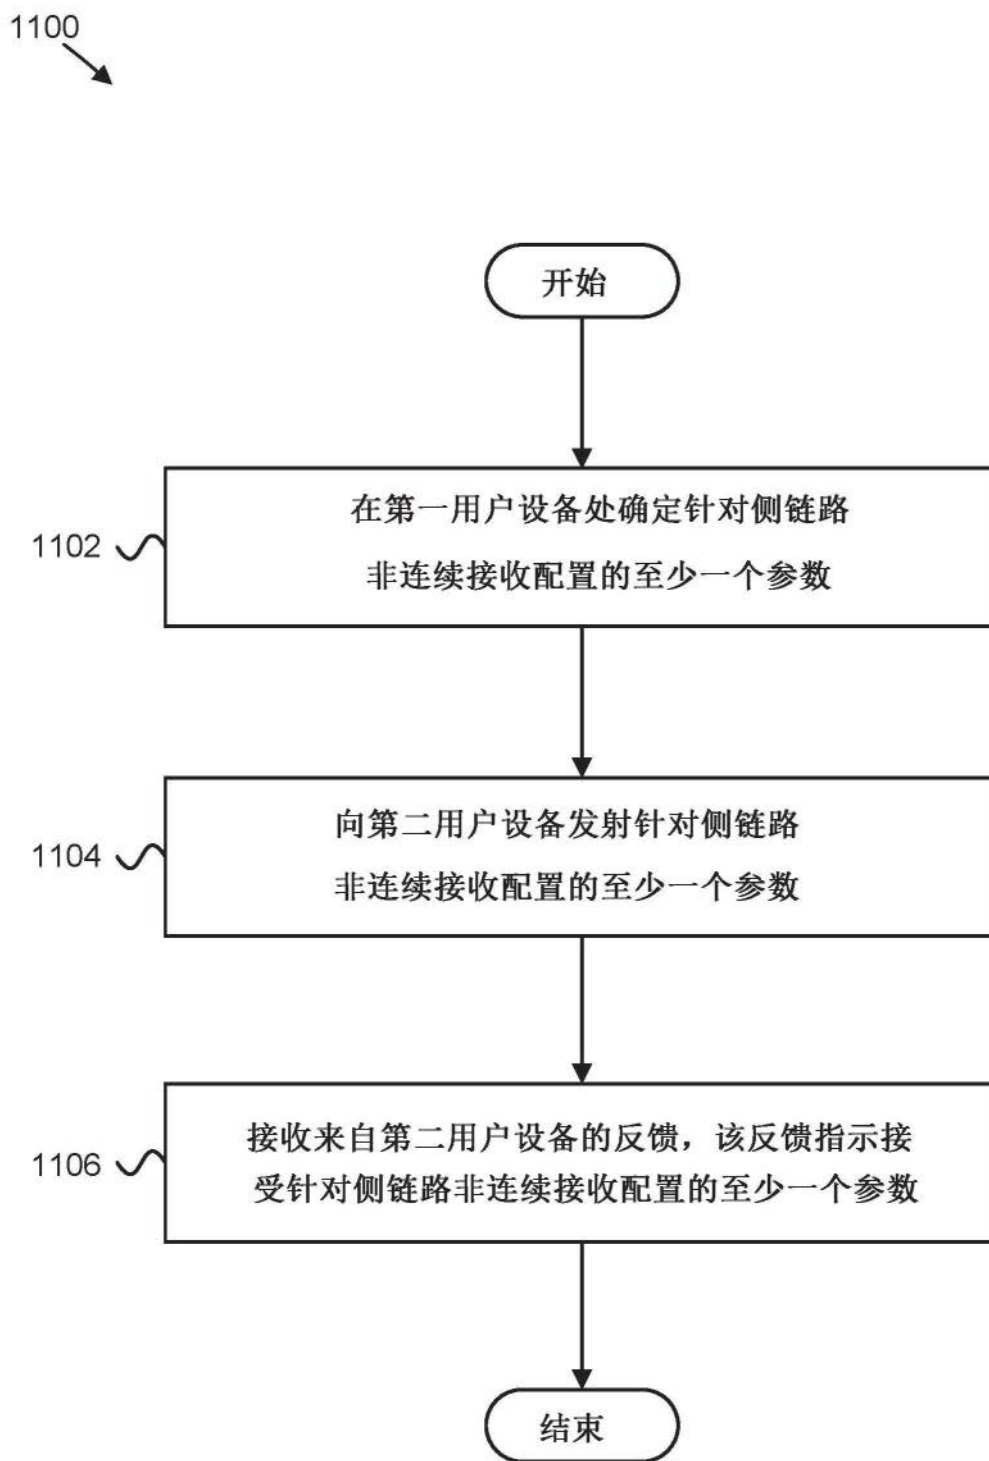 1100
开始
1102
在第一用户设备处确定针对侧链路
非连续接收配置的至少一个参数
1104
向第二用户设备发射针对侧链路
非连续接收配置的至少一个参数
1106
接收来自第二用户设备的反馈，该反馈指示接
受针对侧链路非连续接收配置的至少一个参数
结束